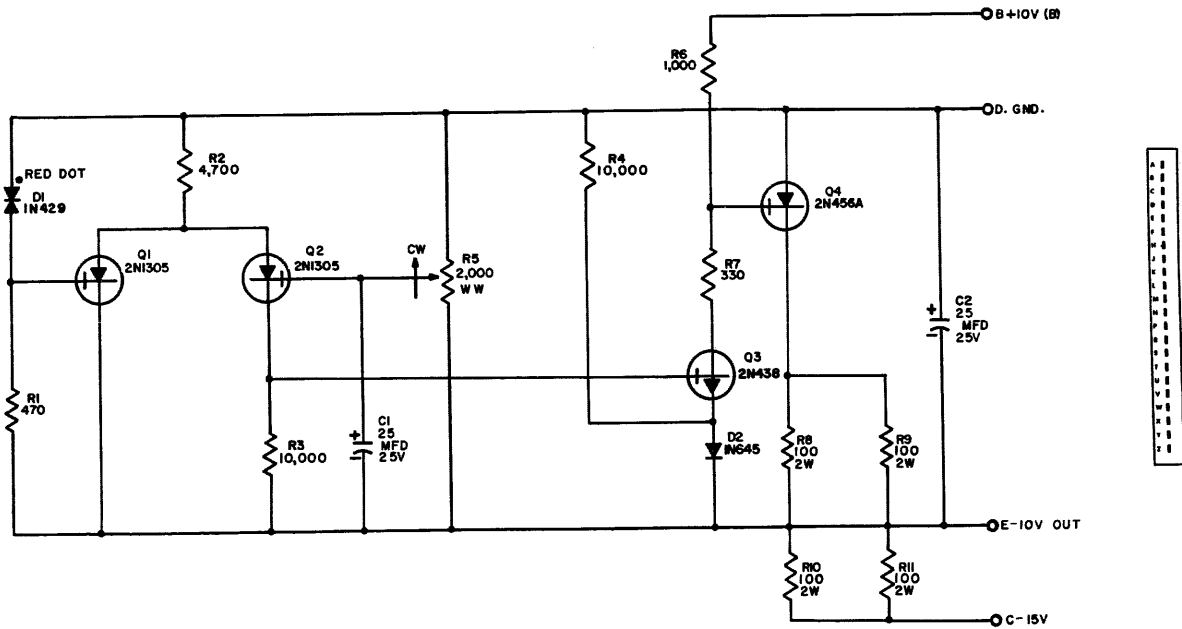 B+10V (B)
R6
1,000
D. GND.
RED DOT
D1
1N429
R2
4,700
R4
10,000
Q4
2N456A
Q1
2N1305
Q2
2N1305
CW
R5
2,000
WW
R7
330
C2
25
MFD
25V
Q3
2N438
R1
470
R3
10,000
C1
25
MFD
25V
D2
1N645
R8
100
2W
R9
100
2W
E-10V OUT
R10
100
2W
R11
100
2W
C-15V
A
B
C
D
E
F
H
J
K
L
M
N
P
R
S
T
U
V
W
X
Y
Z